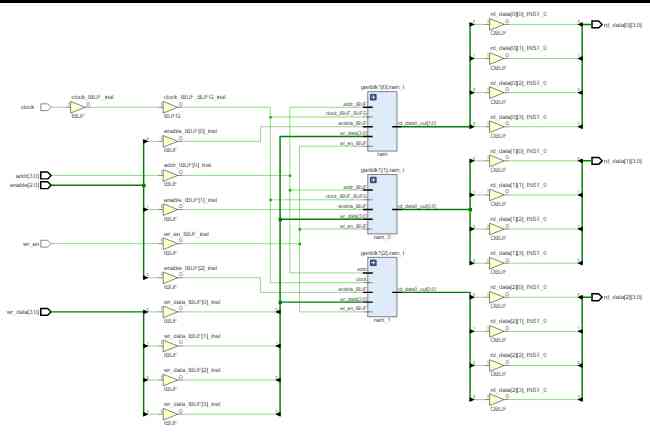 rd_data[0][0]_INST_0
rd_data[0][3:0]
OBUF
rd_data[0][1]_INST_0
OBUF
rd_data[0][2]_INST_0
OBUF
rd_data[0][3]_INST_0
OBUF
clock
clock_IBUF_inst
IBUF
clock_IBUF_BUFG_inst
BUFG
enable_IBUF[0]_inst
IBUF
addr_IBUF[0]_inst
IBUF
addr[3:0]
enable[2:0]
enable_IBUF[1]_inst
IBUF
wr_en
wr_en_IBUF_inst
IBUF
enable_IBUF[2]_inst
IBUF
wr_data[3:0]
wr_data_IBUF[0]_inst
IBUF
wr_data_IBUF[1]_inst
IBUF
wr_data_IBUF[2]_inst
IBUF
wr_data_IBUF[3]_inst
IBUF
genblk1[0].ram_i
addr_IBUF
clock_IBUF_BUFG
enable_IBUF
wr_data[3:0]
wr_en_IBUF
rd_data0_out[3:0]
ram
genblk1[1].ram_i
addr_IBUF
clock_IBUF_BUFG
enable_IBUF
wr_data[3:0]
wr_en_IBUF
rd_data1_out[3:0]
genblk1[2].ram_i
addr
clock
enable_IBUF
wr_data[3:0]
wr_en_IBUF
rd_data2_out[3:0]
rd_data[1][0]_INST_0
rd_data[1][3:0]
OBUF
rd_data[1][1]_INST_0
OBUF
rd_data[1][2]_INST_0
OBUF
rd_data[1][3]_INST_0
OBUF
rd_data[2][0]_INST_0
rd_data[2][3:0]
OBUF
rd_data[2][1]_INST_0
OBUF
rd_data[2][2]_INST_0
OBUF
rd_data[2][3]_INST_0
OBUF